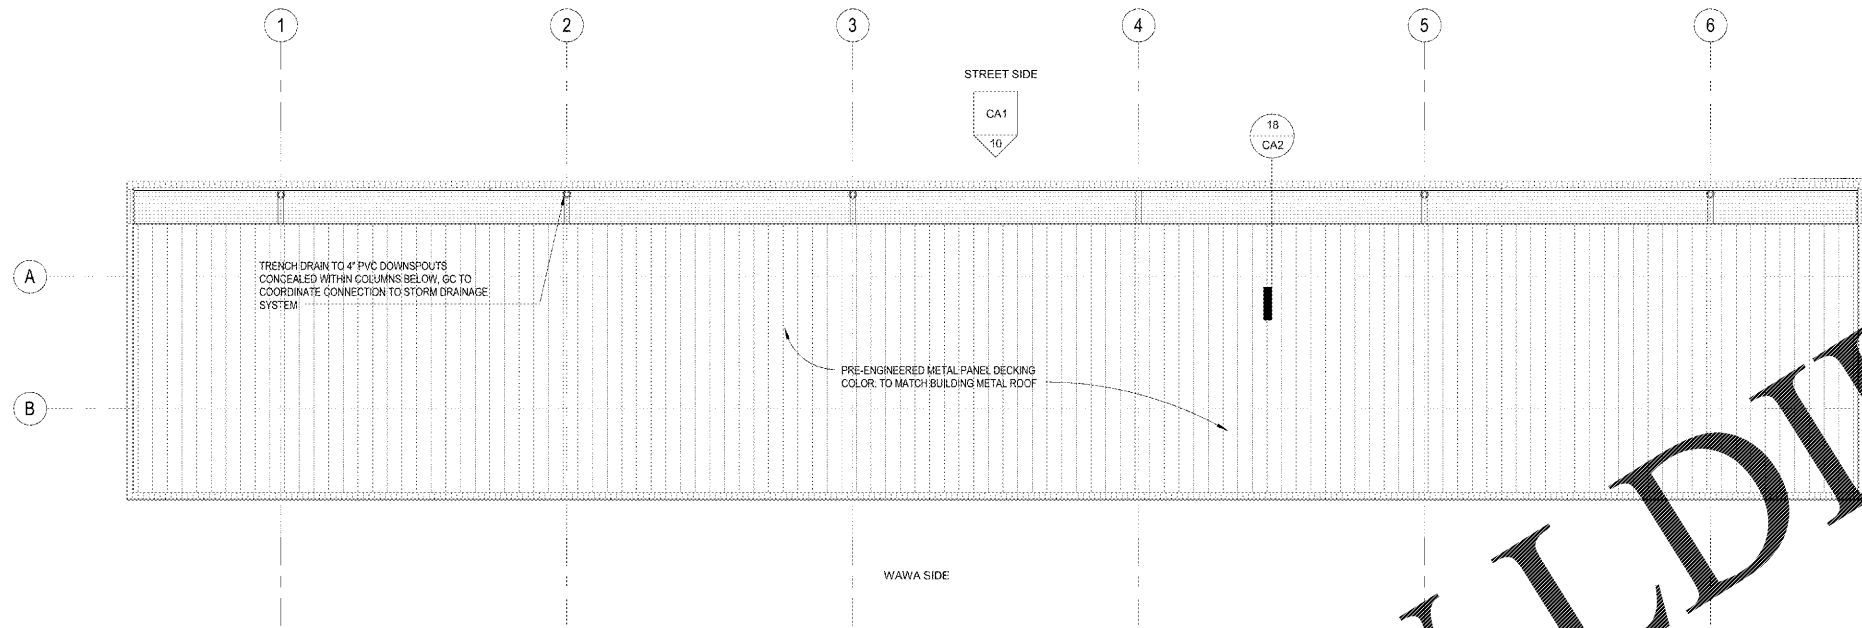 1 2 3 4 5 6
STREET SIDE
CA1
10
18
CA2
A
TRENCH DRAIN TO 4" PVC DOWNSPOUTS
CONCEALED WITHIN COLUMNS BELOW, GC TO
COORDINATE CONNECTION TO STORM DRAINAGE
SYSTEM
PRE-ENGINEERED METAL PANEL DECKING
COLOR: TO MATCH BUILDING METAL ROOF
B
WAWA SIDE